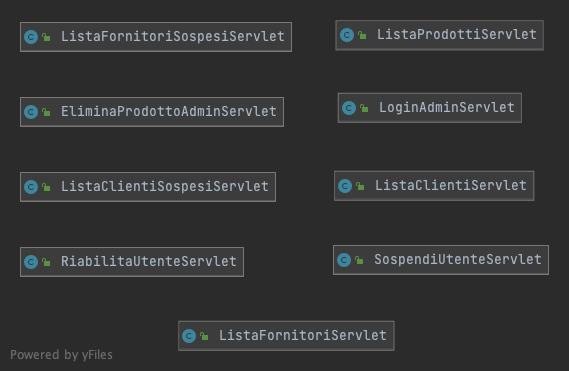 ListaFornitoriSospesiServlet
ListaProdottiServlet
EliminaProdottoAdminServlet
LoginAdminServlet
ListaClientiSospesiServlet
ListaClientiServlet
RiabilitaUtenteServlet
SospendiUtenteServlet
ListaFornitoriServlet
Powered by yFiles